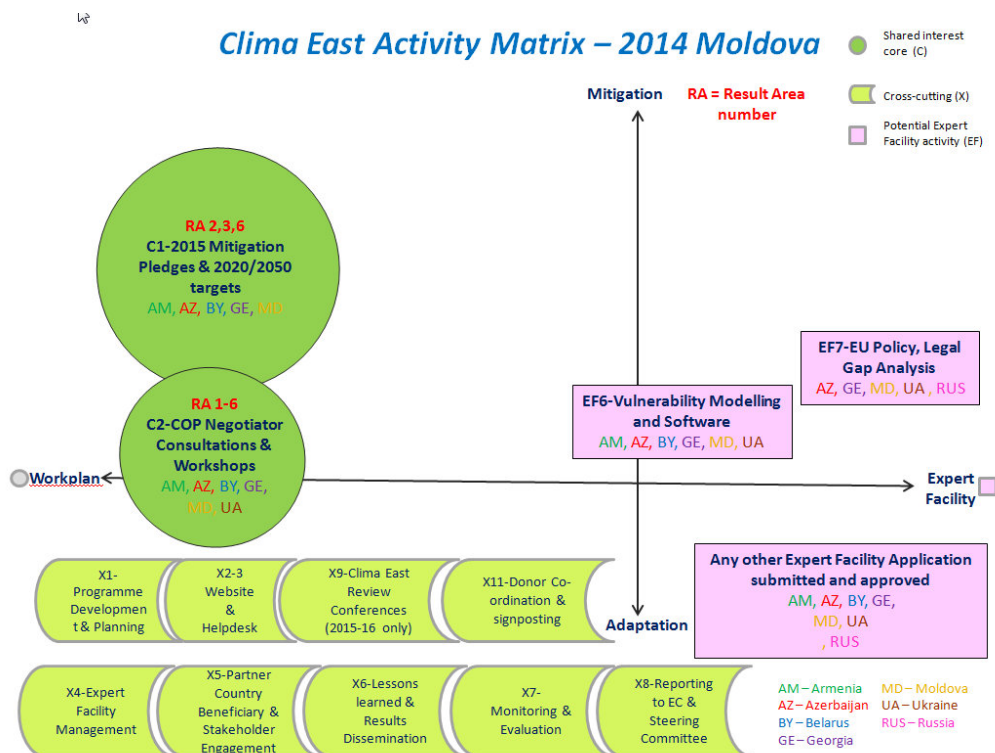 Clima East Activity Matrix – 2014 Moldova
Shared interest
core (C)
Cross-cutting (X)
Potential Expert
Facility activity (EF)
Mitigation
RA = Result Area
number
RA 2,3,6
C1-2015 Mitigation
Pledges & 2020/2050
targets
AM, AZ, BY, GE, MD
RA 1-6
C2-COP Negotiator
Consultations &
Workshops
AM, AZ, BY, GE,
MD, UA
EF7-EU Policy, Legal
Gap Analysis
AZ, GE, MD, UA , RUS
EF6-Vulnerability Modelling
and Software
AM, AZ, BY, GE, MD, UA
Workplan
Expert
Facility
Any other Expert Facility Application
submitted and approved
AM, AZ, BY, GE,
MD, UA
, RUS
Adaptation
X1-
Programme
Developmen
t & Planning
X2-3
Website
&
Helpdesk
X9-Clima East
Review
Conferences
(2015-16 only)
X11-Donor Co-
ordination &
signposting
X4-Expert
Facility
Management
X5-Partner
Country
Beneficiary &
Stakeholder
Engagement
X6-Lessons
learned &
Results
Dissemination
X7-
Monitoring &
Evaluation
X8-Reporting
to EC &
Steering
Committee
AM – Armenia
AZ – Azerbaijan
BY – Belarus
GE – Georgia
MD – Moldova
UA – Ukraine
RUS – Russia